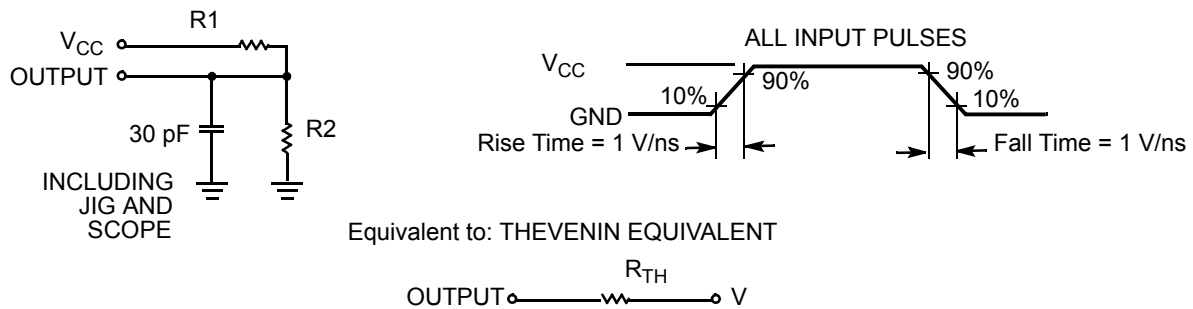 R1
VCC
OUTPUT
30 pF
R2
INCLUDING
JIG AND
SCOPE
ALL INPUT PULSES
VCC
10%
90%
90%
10%
GND
Rise Time = 1 V/ns
Fall Time = 1 V/ns
Equivalent to: THEVENIN EQUIVALENT
RTH
OUTPUT
V